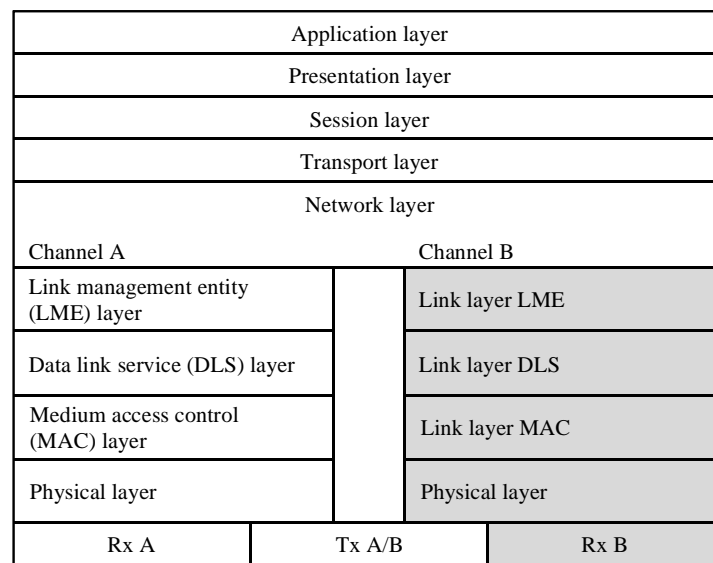 Application layer
Presentation layer
Session layer
Transport layer
Network layer
Channel A
Channel B
Link management entity
(LME) layer
Link layer LME
Data link service (DLS) layer
Link layer DLS
Medium access control
(MAC) layer
Link layer MAC
Physical layer
Physical layer
Rx A
Tx A/B
Rx B